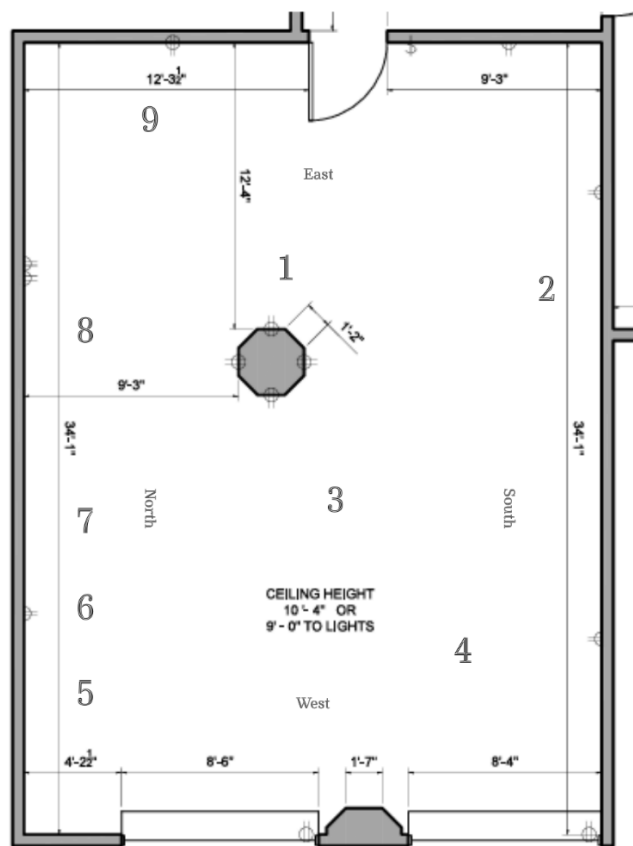 12'-3½"
9'-3"
9
12'-4"
East
1
2
8
1'-2"
9'-3"
34'-1"
34'-1"
3
North
South
7
CEILING HEIGHT
10'- 4" OR
9' - 0" TO LIGHTS
6
4
5
West
4'-2½"
8'-6"
1'-7"
8'-4"